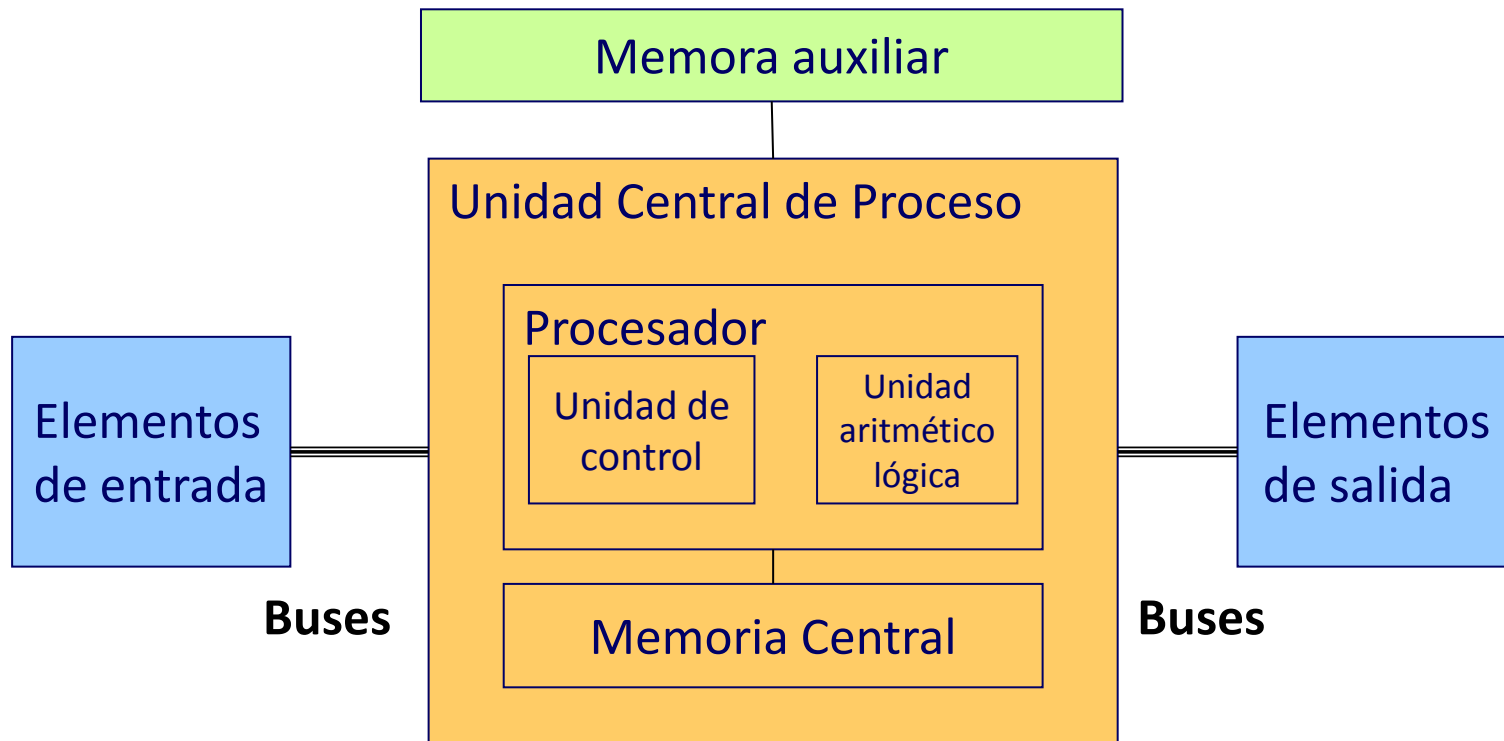 Memora auxiliar
Unidad Central de Proceso
Procesador
Unidad de
control
Unidad
aritmético
lógica
Elementos
de entrada
Elementos
de salida
Buses
Buses
Memoria Central